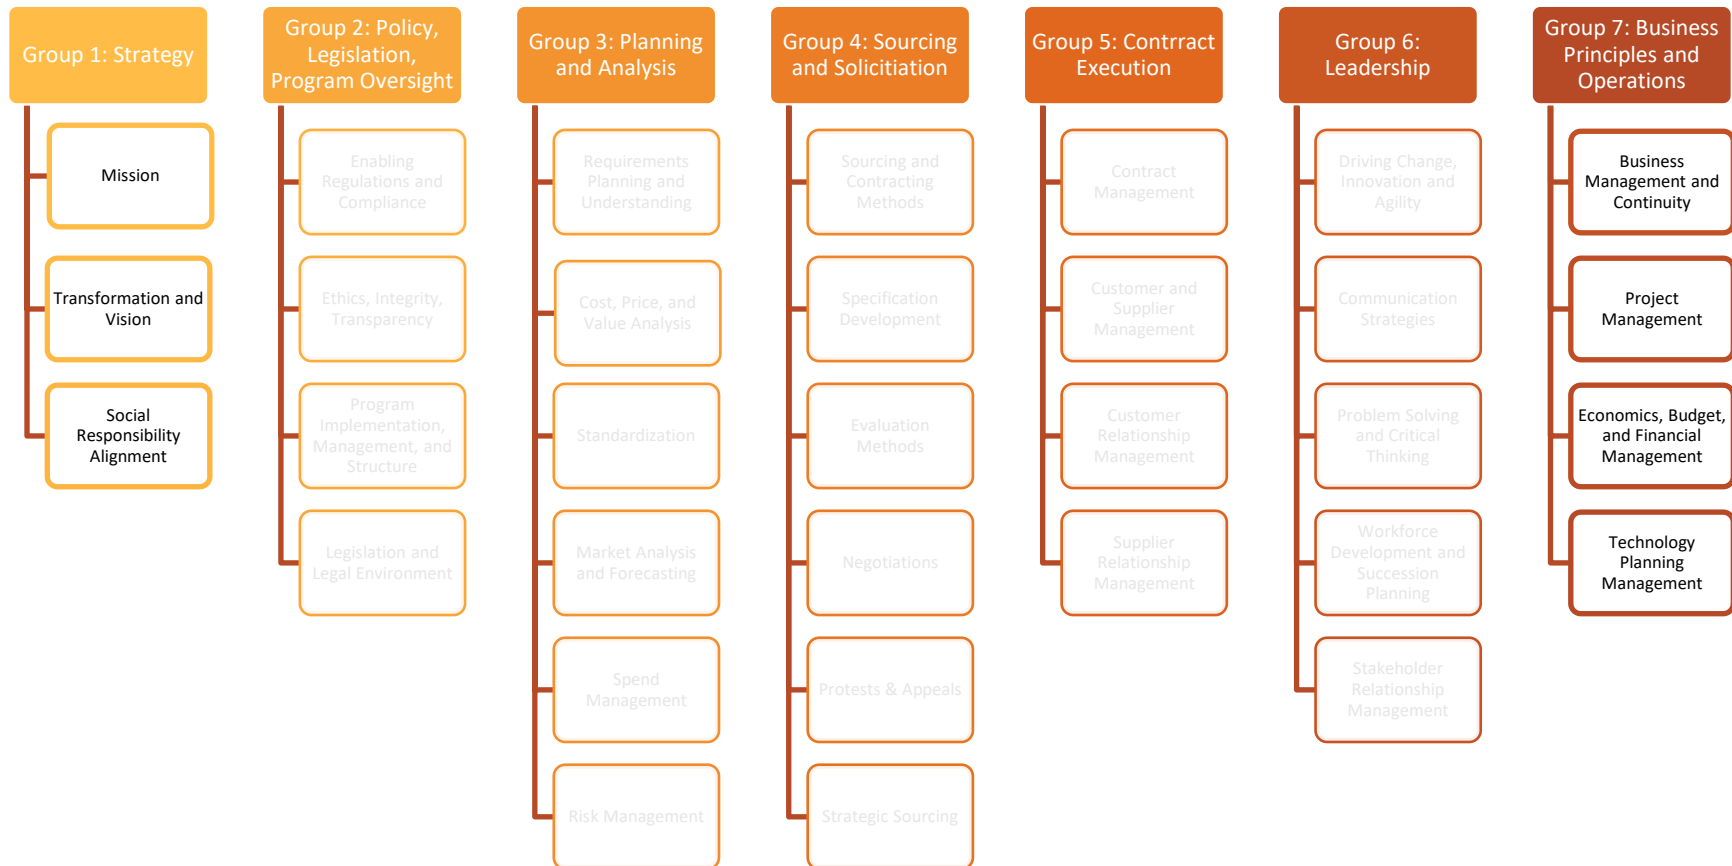 Group 1: Strategy
Mission
Transformation and
Vision
Social
Responsibility
Alignment
Group 2: Policy,
Legislation,
Program Oversight
Enabling
Regulations and
Compliance
Ethics, Integrity,
Transparency
Program
Implementation,
Management, and
Structure
Legislation and
Legal Environment
Group 3: Planning
and Analysis
Requirements
Planning and
Understanding
Cost, Price, and
Value Analysis
Standardization
Market Analysis
and Forecasting
Spend
Management
Risk Management
Group 4: Sourcing
and Solicitiation
Sourcing and
Contracting
Methods
Specification
Development
Evaluation
Methods
Negotiations
Protests & Appeals
Strategic Sourcing
Group 5: Contrract
Execution
Contract
Management
Customer and
Supplier
Management
Customer
Relationship
Management
Supplier
Relationship
Management
Group 6:
Leadership
Driving Change,
Innovation and
Agility
Communication
Strategies
Problem Solving
and Critical
Thinking
Workforce
Development and
Succession
Planning
Stakeholder
Relationship
Management
Group 7: Business
Principles and
Operations
Business
Management and
Continuity
Project
Management
Economics, Budget,
and Financial
Management
Technology
Planning
Management